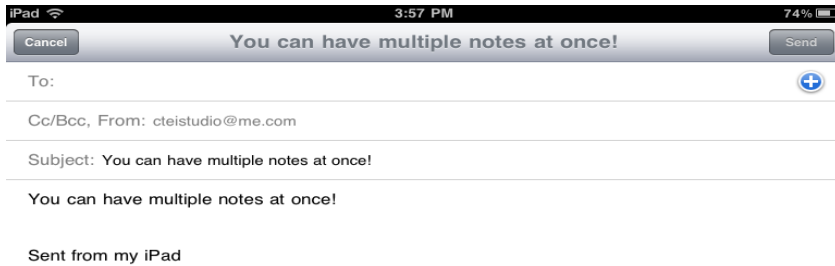 iPad 3:57 PM 74%
Cancel You can have multiple notes at once! Send
To:
Cc/Bcc, From: cteistudio@me.com
Subject: You can have multiple notes at once!
You can have multiple notes at once!
Sent from my iPad